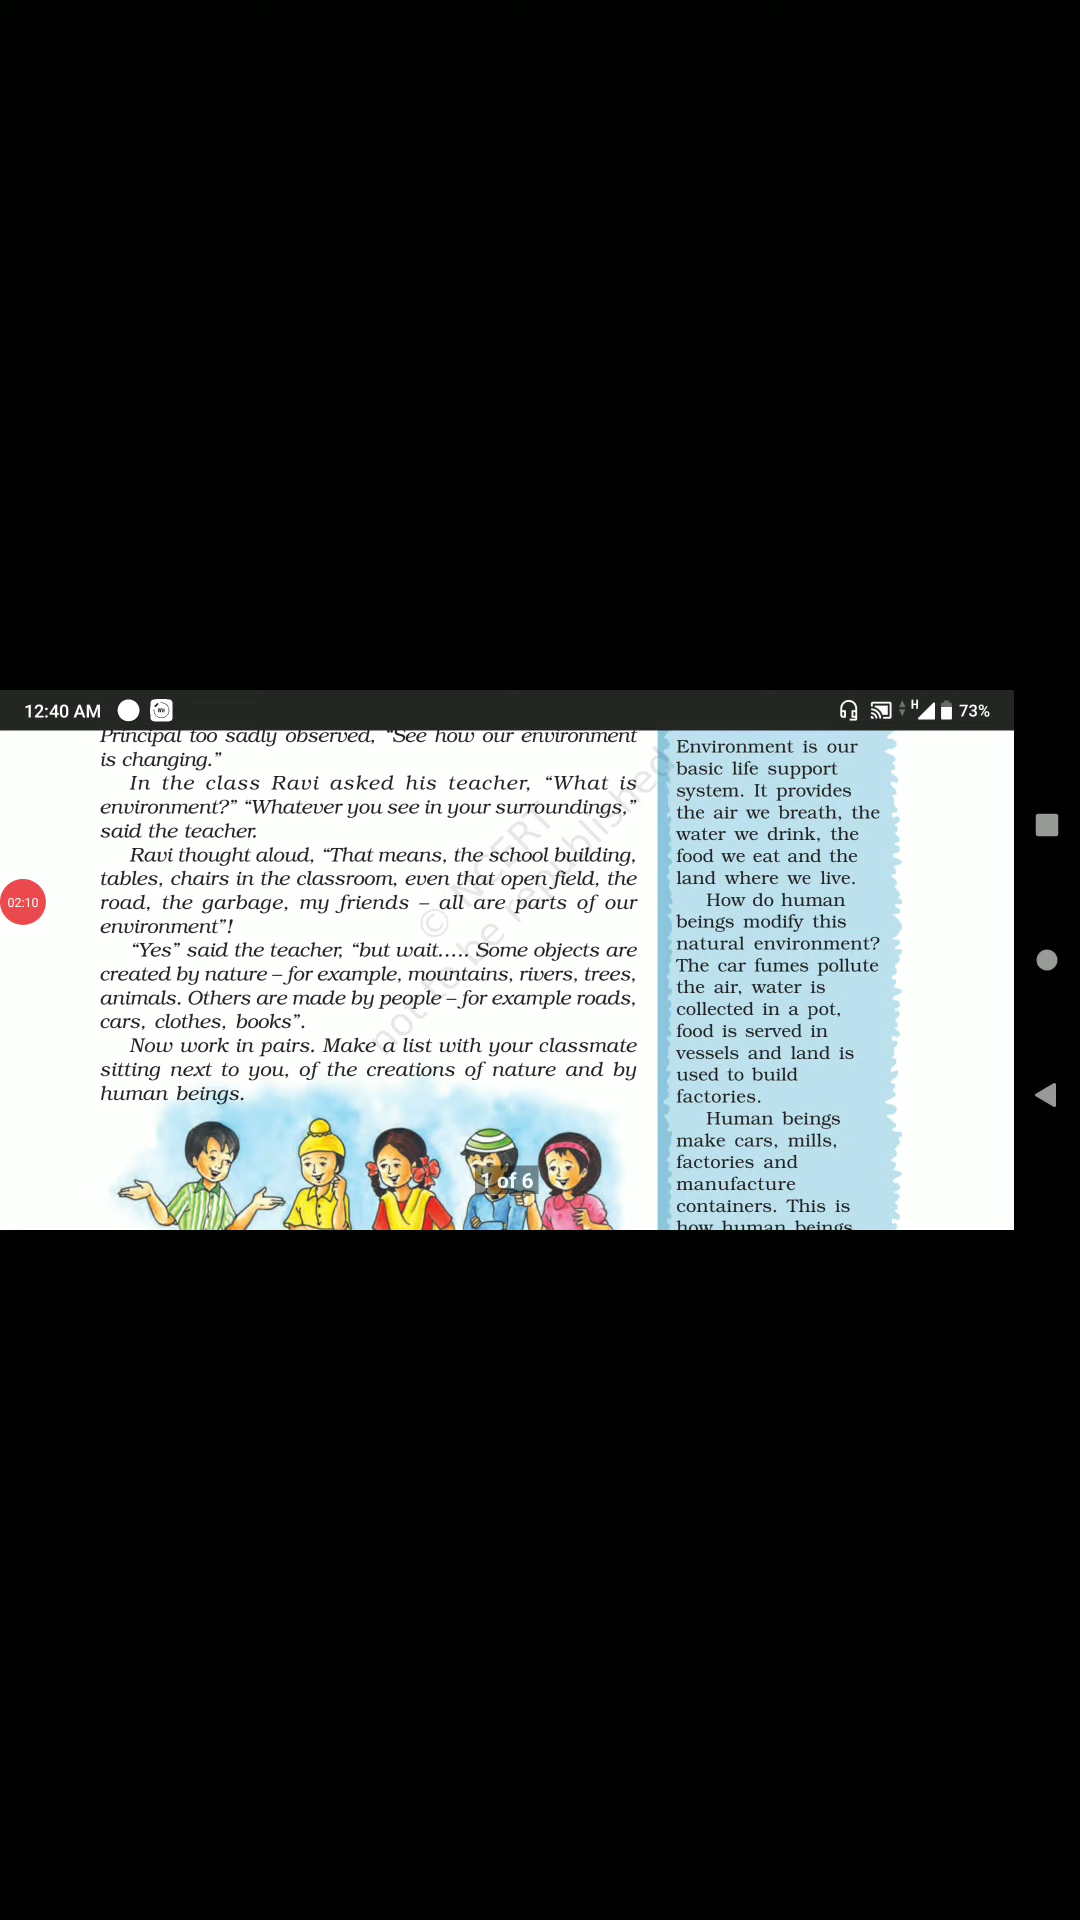 12:40 AM
H
73%
02:10
Principal too sadly observed, “See how our environment
is changing.”
In the class Ravi asked his teacher, “What is
environment?” “Whatever you see in your surroundings,”
said the teacher.
Ravi thought aloud, “That means, the school building,
tables, chairs in the classroom, even that open field, the
road, the garbage, my friends – all are parts of our
environment”!
“Yes” said the teacher, “but wait..... Some objects are
created by nature – for example, mountains, rivers, trees,
animals. Others are made by people – for example roads,
cars, clothes, books”.
Now work in pairs. Make a list with your classmate
sitting next to you, of the creations of nature and by
human beings.
© NCERT
not to be republished
1 of 6
Environment is our
basic life support
system. It provides
the air we breath, the
water we drink, the
food we eat and the
land where we live.
How do human
beings modify this
natural environment?
The car fumes pollute
the air, water is
collected in a pot,
food is served in
vessels and land is
used to build
factories.
Human beings
make cars, mills,
factories and
manufacture
containers. This is
how human beings